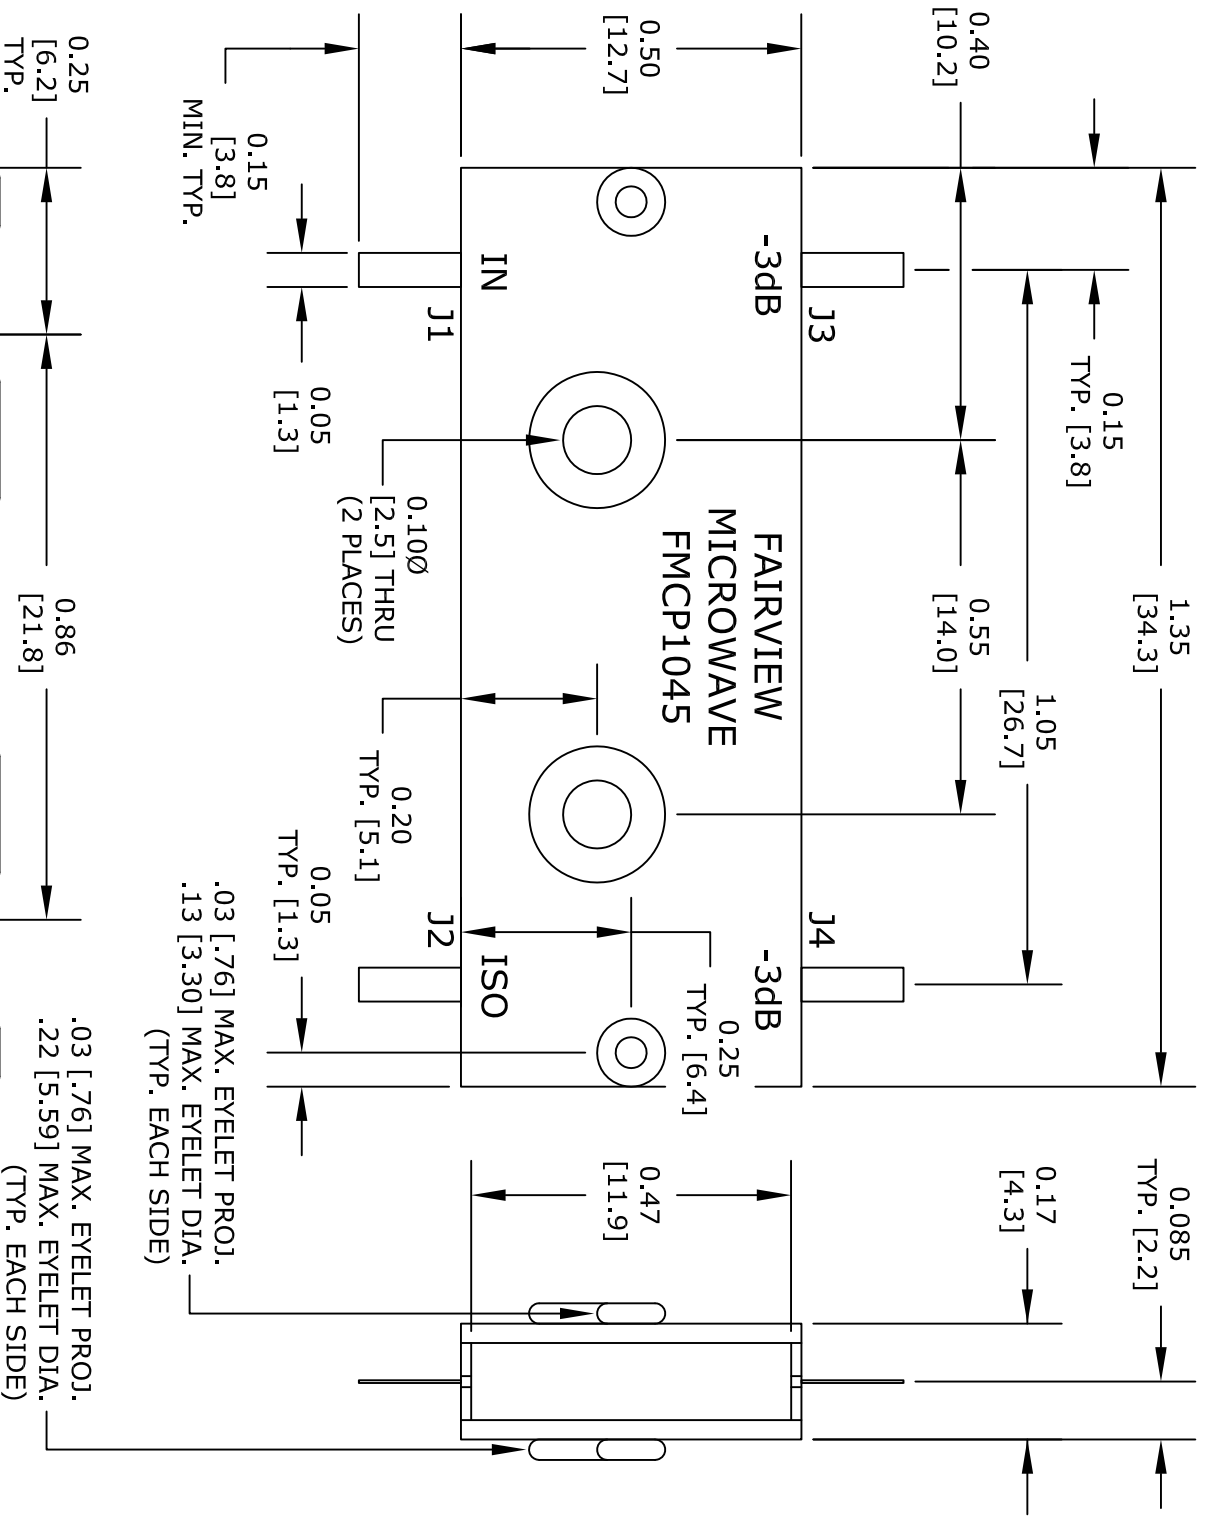 1.35
[34.3]
1.05
[26.7]
0.15
TYP. [3.8]
0.40
[10.2]
0.55
[14.0]
0.085
TYP. [2.2]
0.17
[4.3]
J3
J4
-3dB
-3dB
FAIRVIEW
MICROWAVE
FMCP1045
0.50
[12.7]
0.25
TYP. [6.4]
0.47
[11.9]
IN
ISO
J1
J2
0.10Ø
[2.5] THRU
(2 PLACES)
0.20
TYP. [5.1]
0.05
[1.3]
0.05
TYP. [1.3]
0.15
[3.8]
MIN. TYP.
.03 [.76] MAX. EYELET PROJ.
.13 [3.30] MAX. EYELET DIA.
(TYP. EACH SIDE)
0.25
[6.2]
TYP.
0.86
[21.8]
.03 [.76] MAX. EYELET PROJ.
.22 [5.59] MAX. EYELET DIA.
(TYP. EACH SIDE)